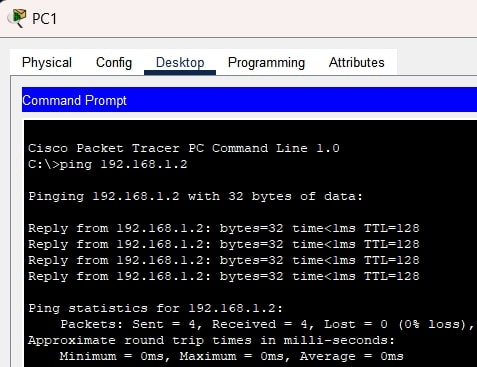 PC1
Physical Config Desktop Programming Attributes
Command Prompt
Cisco Packet Tracer PC Command Line 1.0
C:\>ping 192.168.1.2
Pinging 192.168.1.2 with 32 bytes of data:
Reply from 192.168.1.2: bytes=32 time<1ms TTL=128
Reply from 192.168.1.2: bytes=32 time<1ms TTL=128
Reply from 192.168.1.2: bytes=32 time<1ms TTL=128
Reply from 192.168.1.2: bytes=32 time<1ms TTL=128
Ping statistics for 192.168.1.2:
Packets: Sent = 4, Received = 4, Lost = 0 (0% loss),
Approximate round trip times in milli-seconds:
Minimum = 0ms, Maximum = 0ms, Average = 0ms